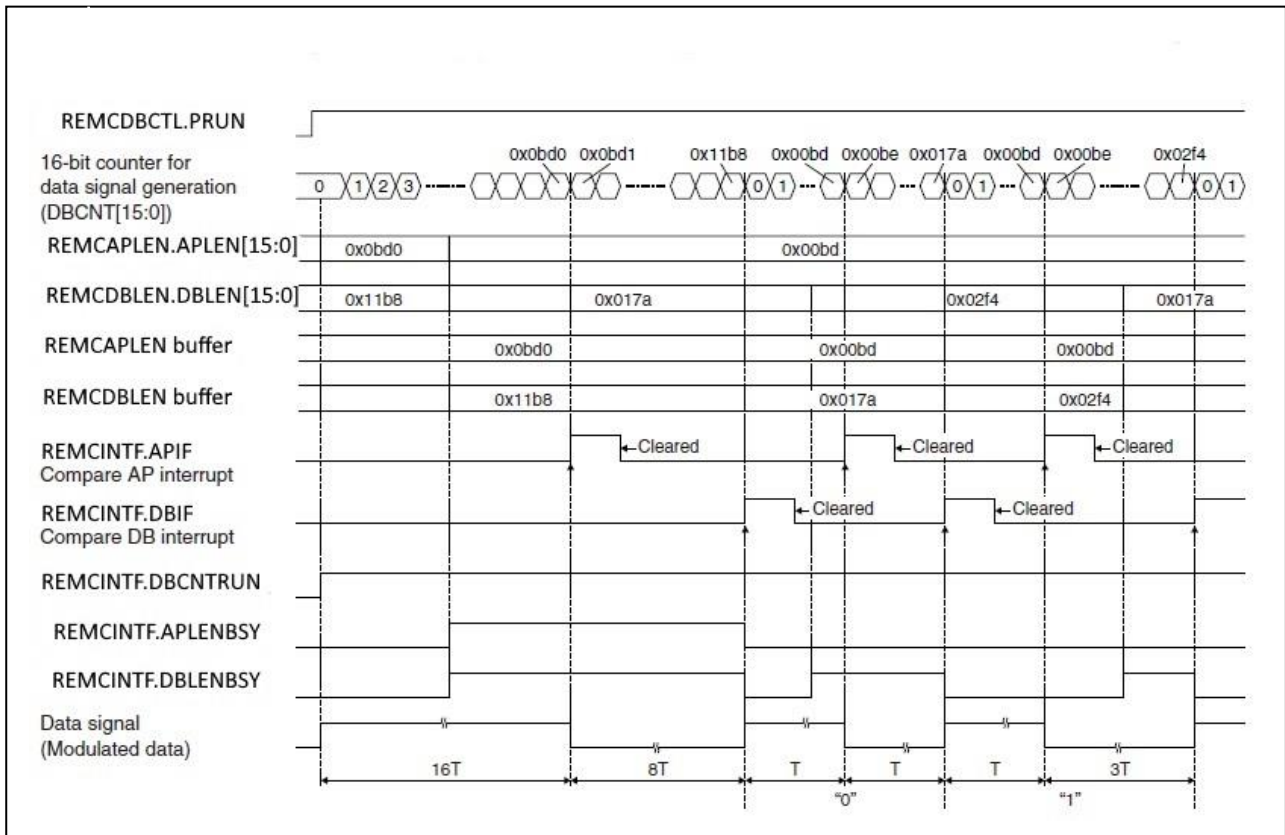 REMCDBCTL.PRUN
16-bit counter for
data signal generation
(DBCNT[15:0])
0x0bd0 0x0bd1 0x11b8 0x00bd 0x00be 0x017a 0x00bd 0x00be 0x02f4
0 1 2 3 0 1 0 1 0 1
REMCAPLEN.APLEN[15:0] 0x0bd0 0x00bd
REMCDBLEN.DBLEN[15:0] 0x11b8 0x017a 0x02f4 0x017a
REMCAPLEN buffer 0x0bd0 0x00bd 0x00bd
REMCDBLEN buffer 0x11b8 0x017a 0x02f4
REMCINTF.APIF
Compare AP interrupt
Cleared Cleared Cleared
REMCINTF.DBIF
Compare DB interrupt
Cleared Cleared
REMCINTF.DBCNTRUN
REMCINTF.APLENBSY
REMCINTF.DBLENBSY
Data signal
(Modulated data)
16T 8T T T T 3T
"0" "1"